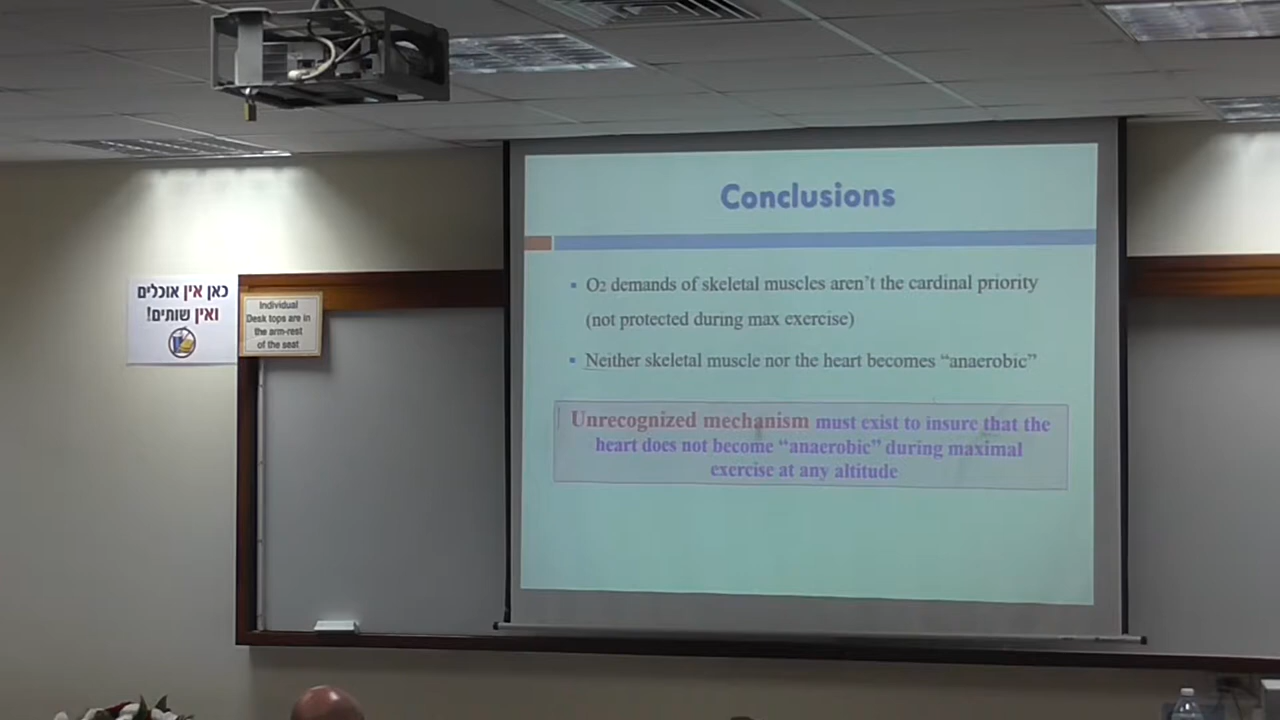 כאן אין אוכלים
ואין שותים!
Individual
Desk tops are in
the arm-rest
of the seat
Conclusions
▪ O2 demands of skeletal muscles aren't the cardinal priority
(not protected during max exercise)
▪ Neither skeletal muscle nor the heart becomes “anaerobic”
Unrecognized mechanism must exist to insure that the
heart does not become “anaerobic” during maximal
exercise at any altitude